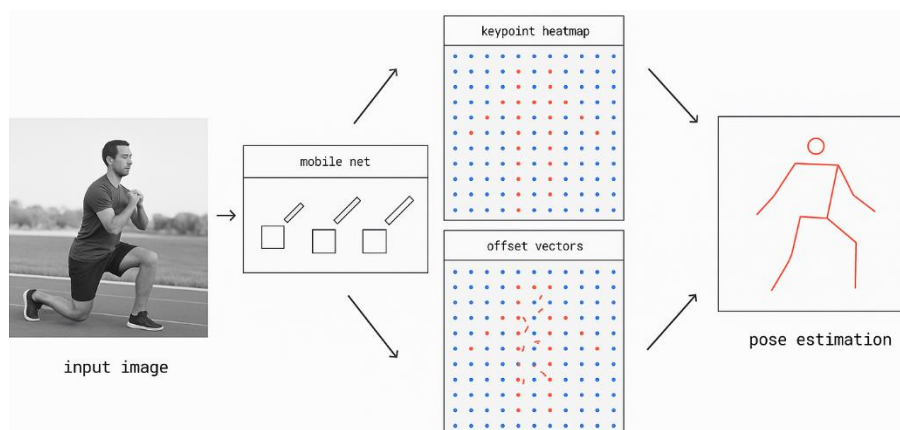 keypoint heatmap
mobile net
offset vectors
input image
pose estimation